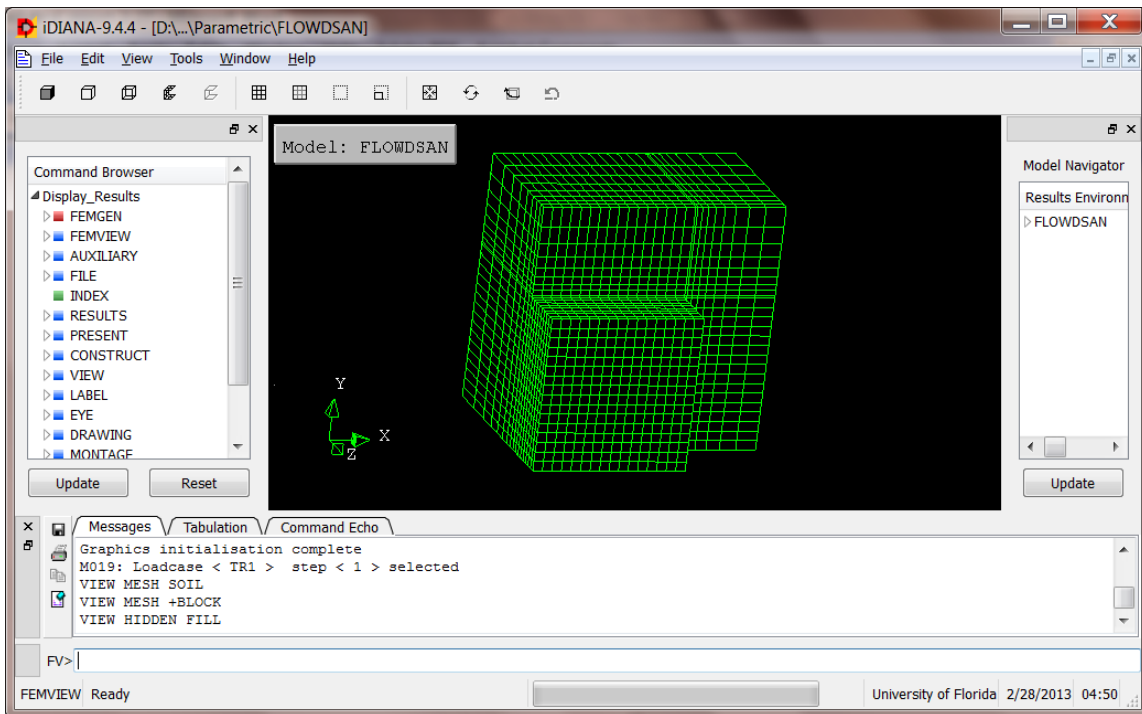 iDIANA-9.4.4 - [D:\...\Parametric\FLOWDSAN]
File Edit View Tools Window Help
Command Browser
Display_Results
FEMGEN
FEMVIEW
AUXILIARY
FILE
INDEX
RESULTS
PRESENT
CONSTRUCT
VIEW
LABEL
EYE
DRAWING
MONTAGE
Update Reset
Model: FLOWDSAN
Y
X
Z
Model Navigator
Results Environn
FLOWDSAN
Update
Messages Tabulation Command Echo
Graphics initialisation complete
M019: Loadcase < TR1 > step < 1 > selected
VIEW MESH SOIL
VIEW MESH +BLOCK
VIEW HIDDEN FILL
FV>
FEMVIEW Ready University of Florida 2/28/2013 04:50